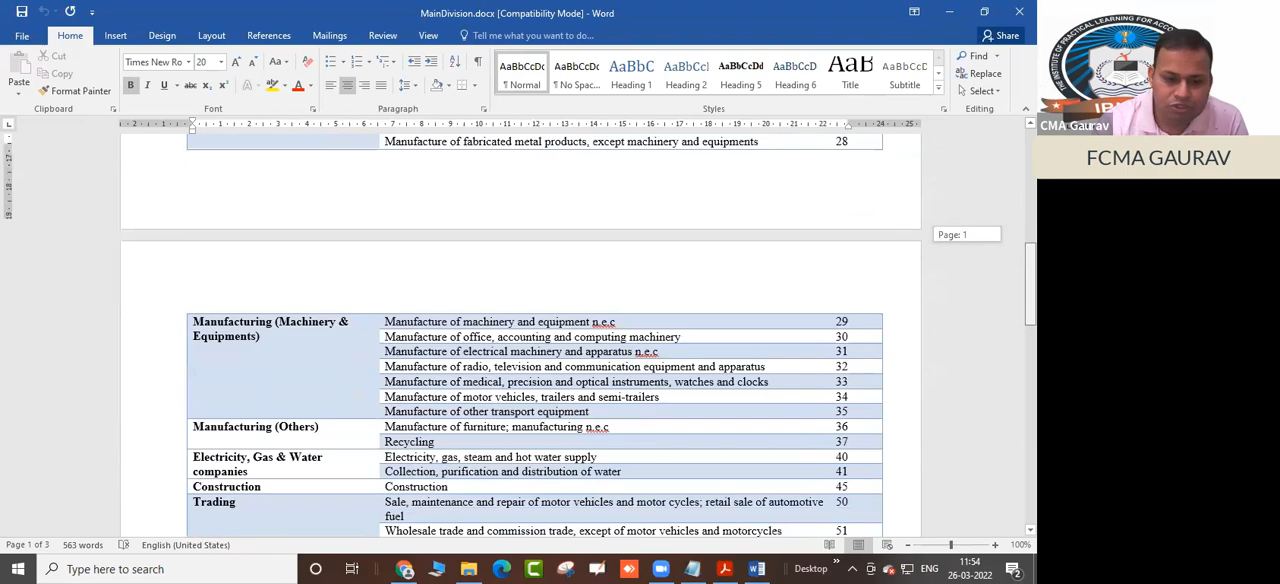 MainDivision.docx [Compatibility Mode] - Word
File Home Insert Design Layout References Mailings Review View Tell me what you want to do... Share
Paste
Cut
Copy
Format Painter
Clipboard
Times New Ro 20
Font
Paragraph
AaBbCcDc AaBbCcDc AaBbC AaBbCcI AaBbCcDd AaBbCcD AaB AaBbCcD
¶ Normal ¶ No Spac... Heading 1 Heading 4 Heading 5 Heading 6 Title Subtitle
Styles
Find
Replace
Select
Editing
CMA Gaurav
FCMA GAURAV
Manufacture of fabricated metal products, except machinery and equipments 28
Page: 1
Manufacturing (Machinery & Equipments)
Manufacture of machinery and equipment n.e.c 29
Manufacture of office, accounting and computing machinery 30
Manufacture of electrical machinery and apparatus n.e.c 31
Manufacture of radio, television and communication equipment and apparatus 32
Manufacture of medical, precision and optical instruments, watches and clocks 33
Manufacture of motor vehicles, trailers and semi-trailers 34
Manufacture of other transport equipment 35
Manufacturing (Others) Manufacture of furniture; manufacturing n.e.c 36
Recycling 37
Electricity, Gas & Water companies
Electricity, gas, steam and hot water supply 40
Collection, purification and distribution of water 41
Construction Construction 45
Trading Sale, maintenance and repair of motor vehicles and motor cycles; retail sale of automotive fuel 50
Wholesale trade and commission trade, except of motor vehicles and motorcycles 51
Page 1 of 3 563 words English (United States) 100%
Type here to search
Desktop ENG 11:54
26-03-2022